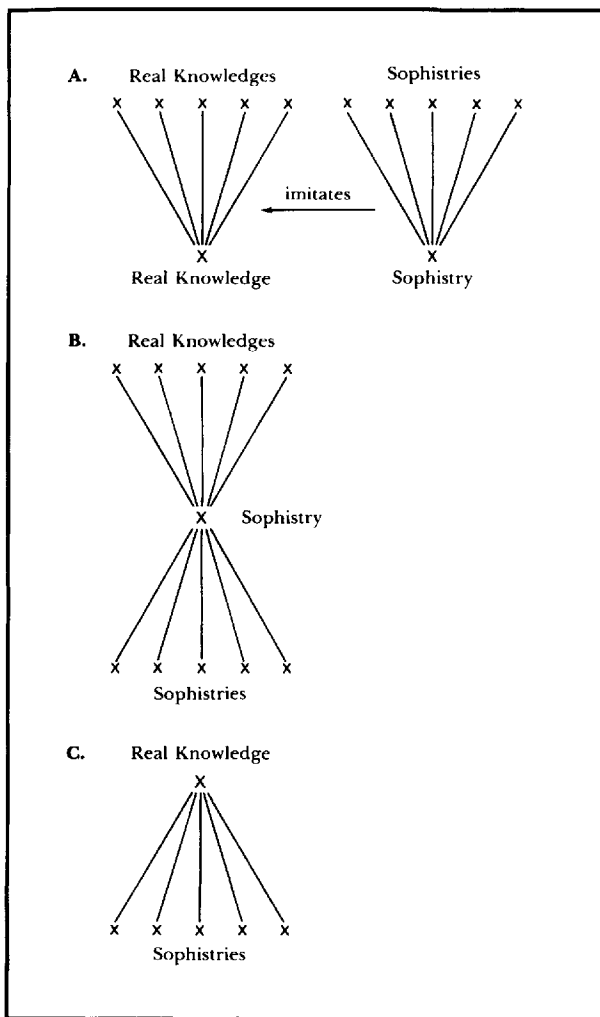 A. Real Knowledges Sophistries
x x x x x x x x x x
imitates
x x
Real Knowledge Sophistry
B. Real Knowledges
x x x x x
x Sophistry
x x x x x
Sophistries
C. Real Knowledge
x
x x x x x
Sophistries